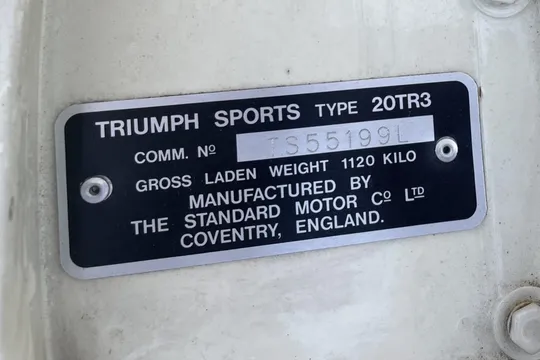 TRIUMPH SPORTS TYPE 20TR3
COMM. Nº TS55199L
GROSS LADEN WEIGHT 1120 KILO
MANUFACTURED BY
THE STANDARD MOTOR Cº LTD
COVENTRY, ENGLAND.